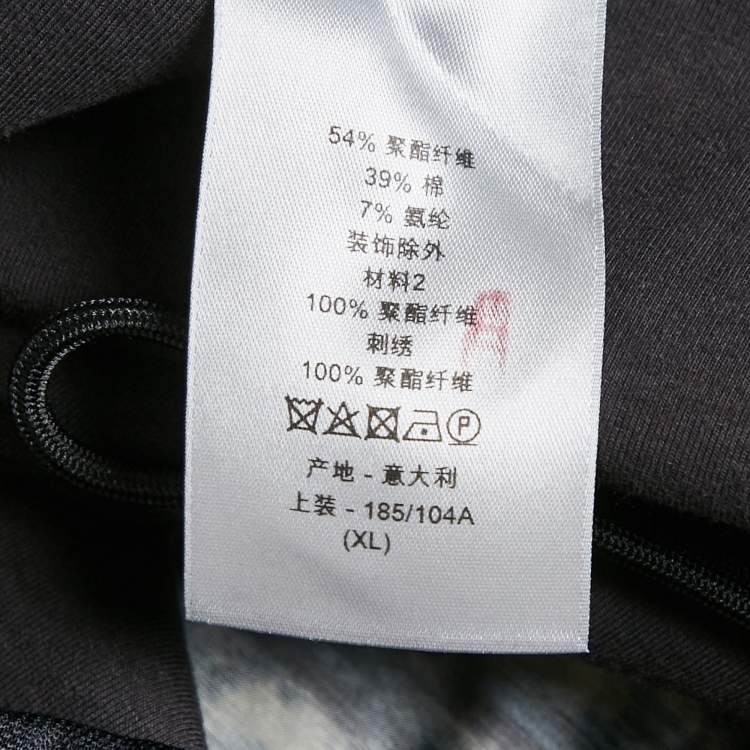 54% 聚酯纤维
39% 棉
7% 氨纶
装饰除外
材料2
100% 聚酯纤维
A
刺绣
100% 聚酯纤维
P
产地 - 意大利
上装 - 185/104A
(XL)